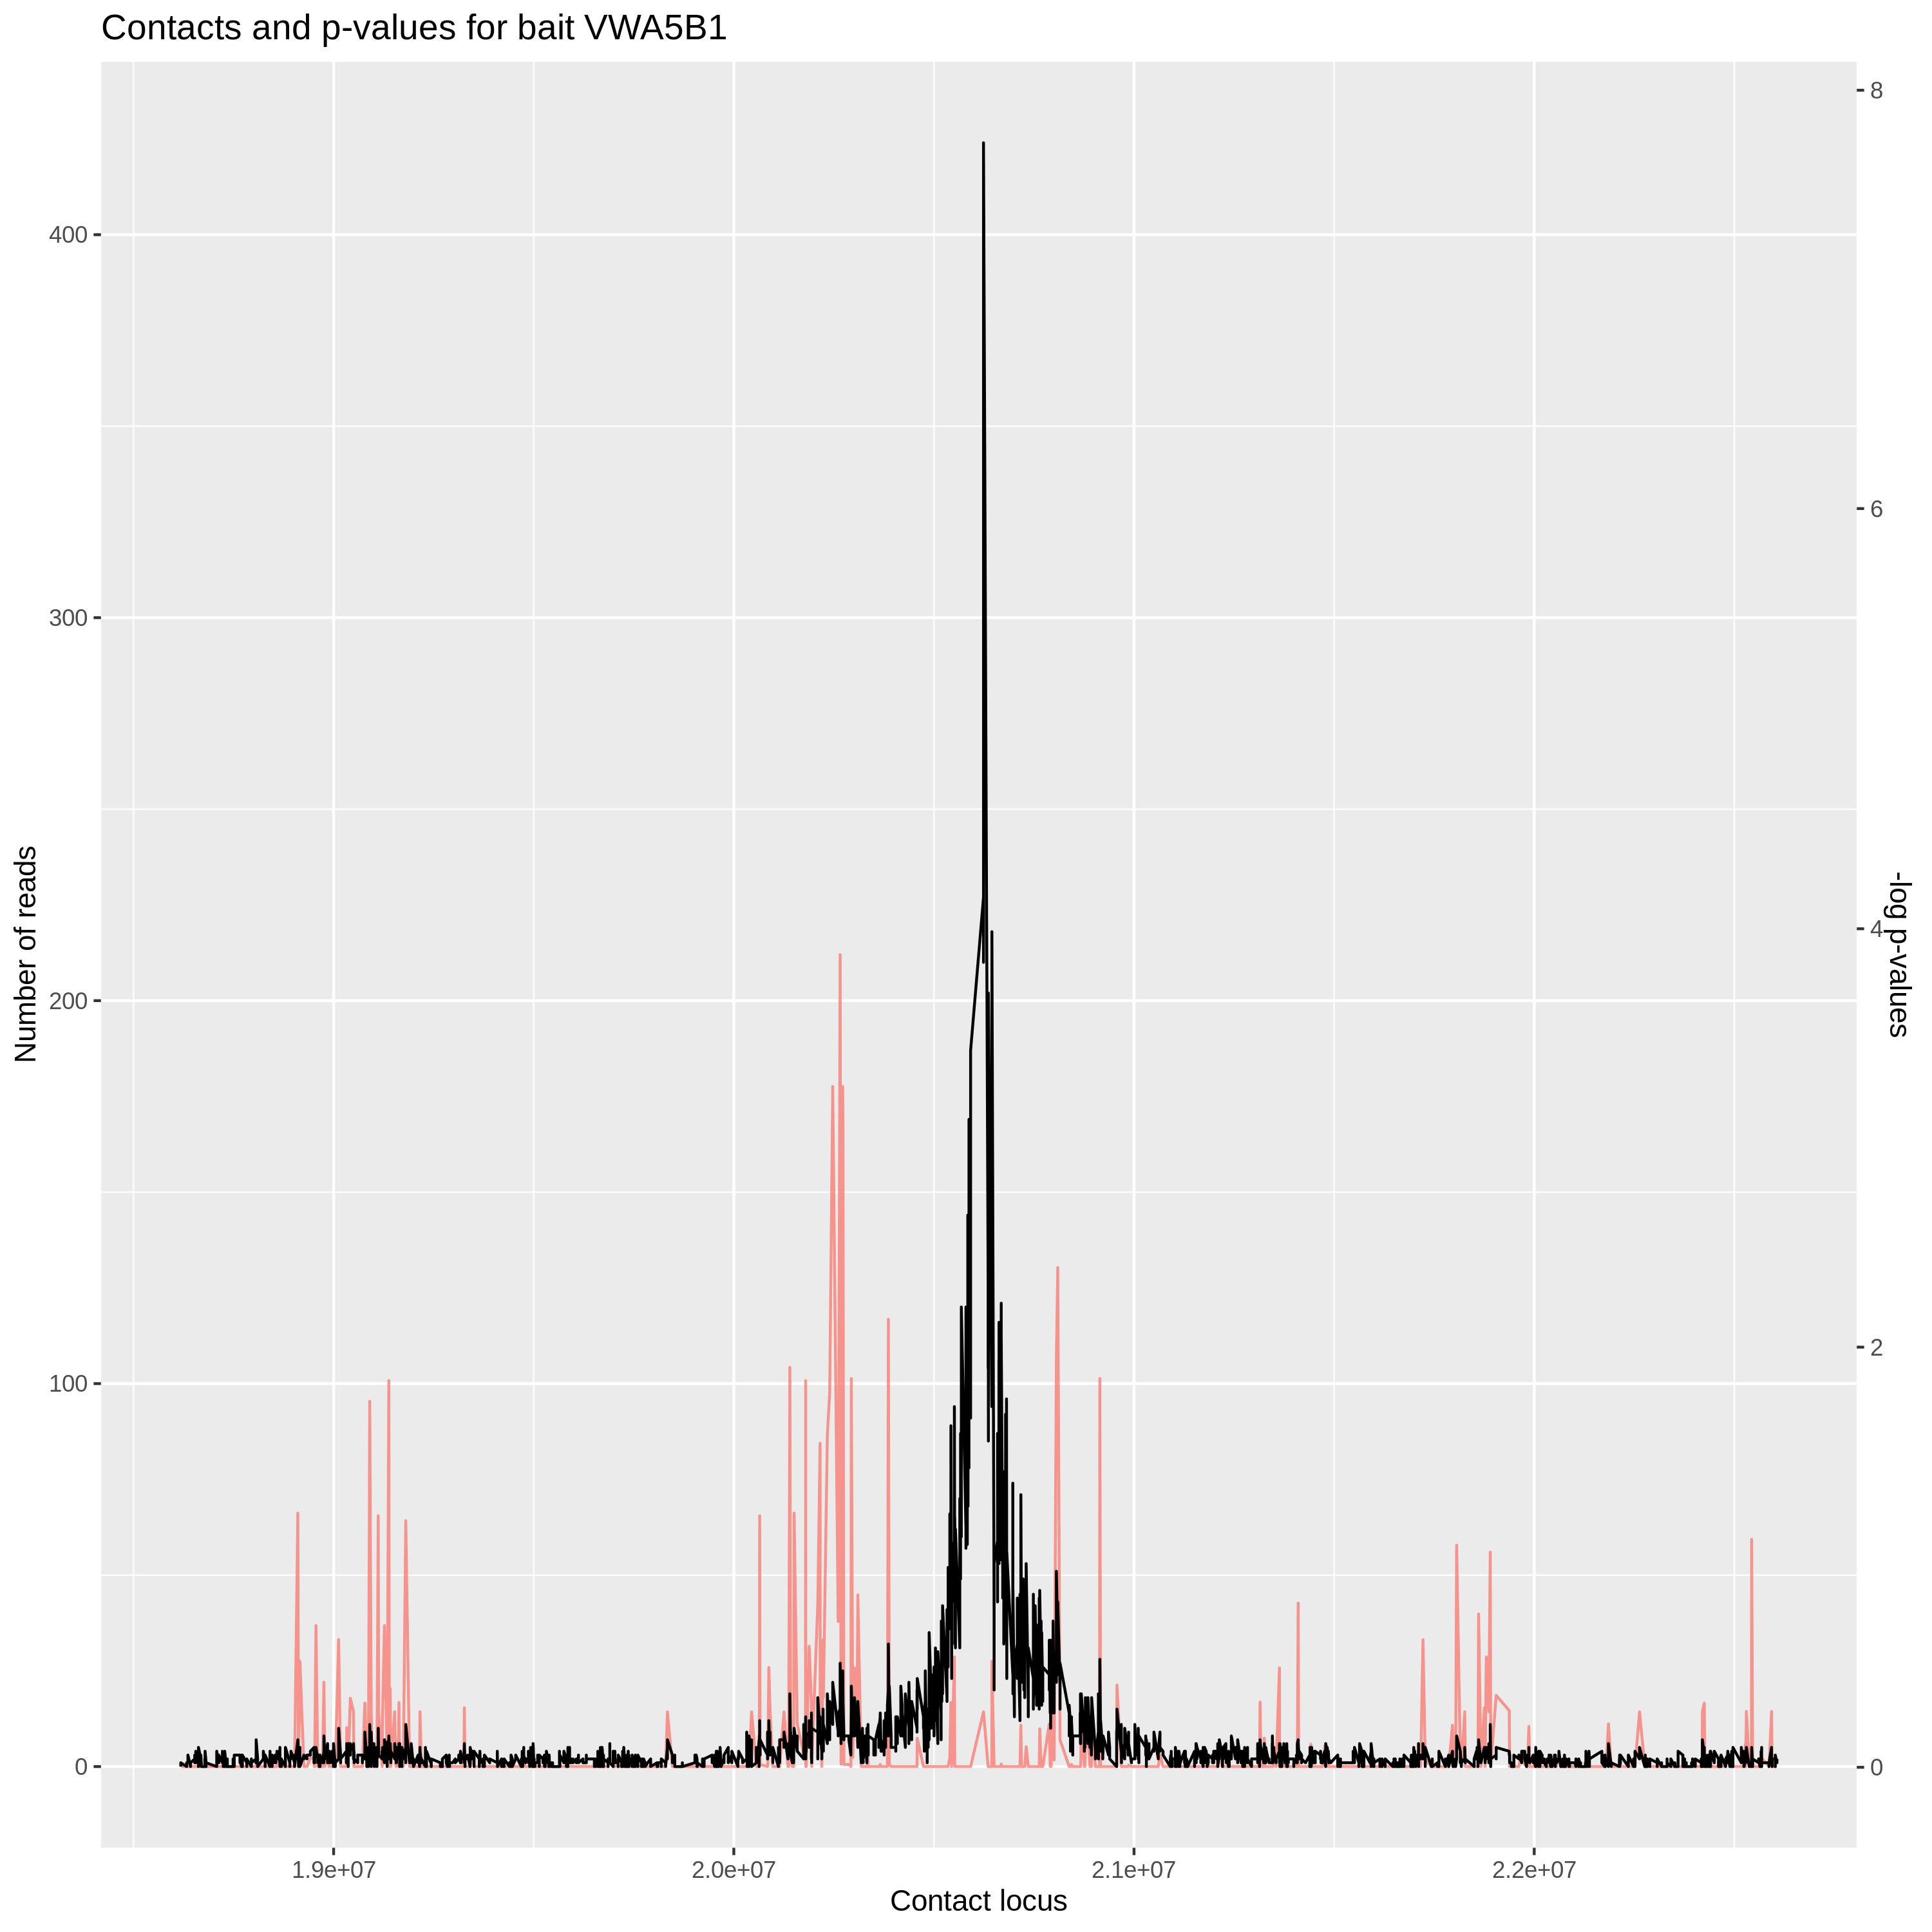 Contacts and p-values for bait VWA5B1
Number of reads
400
300
200
100
0
8
6
4
2
0
-log p-values
1.9e+07
2.0e+07
2.1e+07
2.2e+07
Contact locus